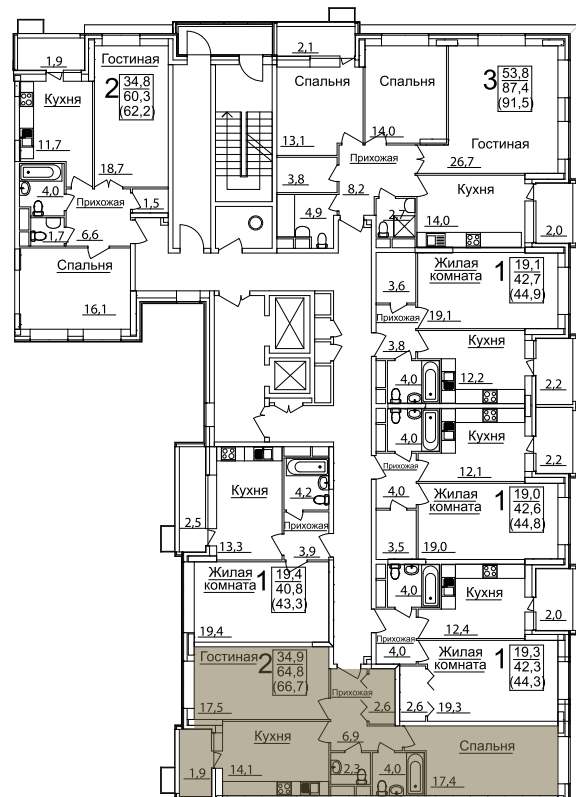 1,9
Кухня
11,7
Гостиная
2
34,8
60,3
(62,2)
18,7
4,0
Прихожая
1,5
1,7
6,6
Спальня
16,1
2,1
Спальня
13,1
Спальня
14,0
3
53,8
87,4
(91,5)
Гостиная
26,7
Прихожая
3,8
8,2
4,9
2,7
Кухня
14,0
2,0
Жилая
комната
1
19,1
42,7
(44,9)
3,6
Прихожая
19,1
3,8
Кухня
4,0
12,2
2,2
4,0
Кухня
12,1
2,2
Прихожая
4,0
Жилая
комната
1
19,0
42,6
(44,8)
3,5
19,0
Кухня
4,2
Прихожая
2,5
13,3
3,9
Жилая
комната
1
19,4
40,8
(43,3)
19,4
4,0
Кухня
12,4
2,0
Прихожая
4,0
Жилая
комната
1
19,3
42,3
(44,3)
2,6
19,3
Гостиная
2
34,9
64,8
(66,7)
Прихожая
17,5
2,6
Кухня
6,9
14,1
1,9
2,3
4,0
Спальня
17,4